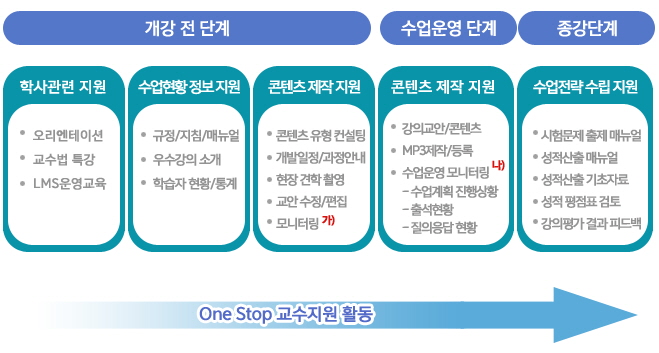 개강 전 단계
수업운영 단계
종강단계
학사관련 지원
오리엔테이션
교수법 특강
LMS운영교육
수업현황 정보 지원
규정/지침/매뉴얼
우수강의 소개
학습자 현황/통계
콘텐츠 제작 지원
콘텐츠 유형 컨설팅
개발일정/과정안내
현장 견학 촬영
교안 수정/편집
모니터링 가)
콘텐츠 제작 지원
강의교안/콘텐츠
MP3제작/등록
수업운영 모니터링 나)
- 수업계획 진행상황
- 출석현황
- 질의응답 현황
수업전략 수립 지원
시험문제 출제 매뉴얼
성적산출 매뉴얼
성적산출 기초자료
성적 평점표 검토
강의평가 결과 피드백
One Stop 교수지원 활동